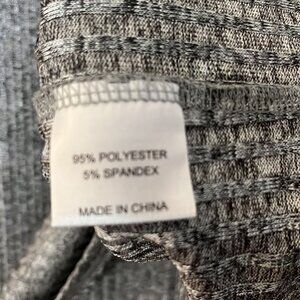 95% POLYESTER
5% SPANDEX
MADE IN CHINA